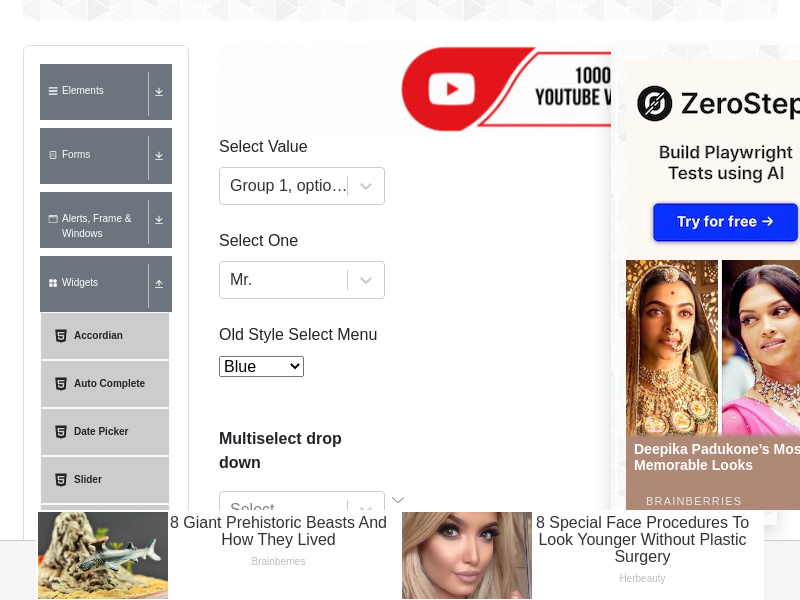 Elements
Forms
Alerts, Frame &
Windows
Widgets
Accordian
Auto Complete
Date Picker
Slider
1000
YOUTUBE V
Select Value
Group 1, optio…
Select One
Mr.
Old Style Select Menu
Blue
Multiselect drop
down
Select...
ZeroStep
Build Playwright
Tests using AI
Try for free →
Deepika Padukone’s Mos
Memorable Looks
BRAINBERRIES
8 Giant Prehistoric Beasts And
How They Lived
Brainberries
8 Special Face Procedures To
Look Younger Without Plastic
Surgery
Herbeauty